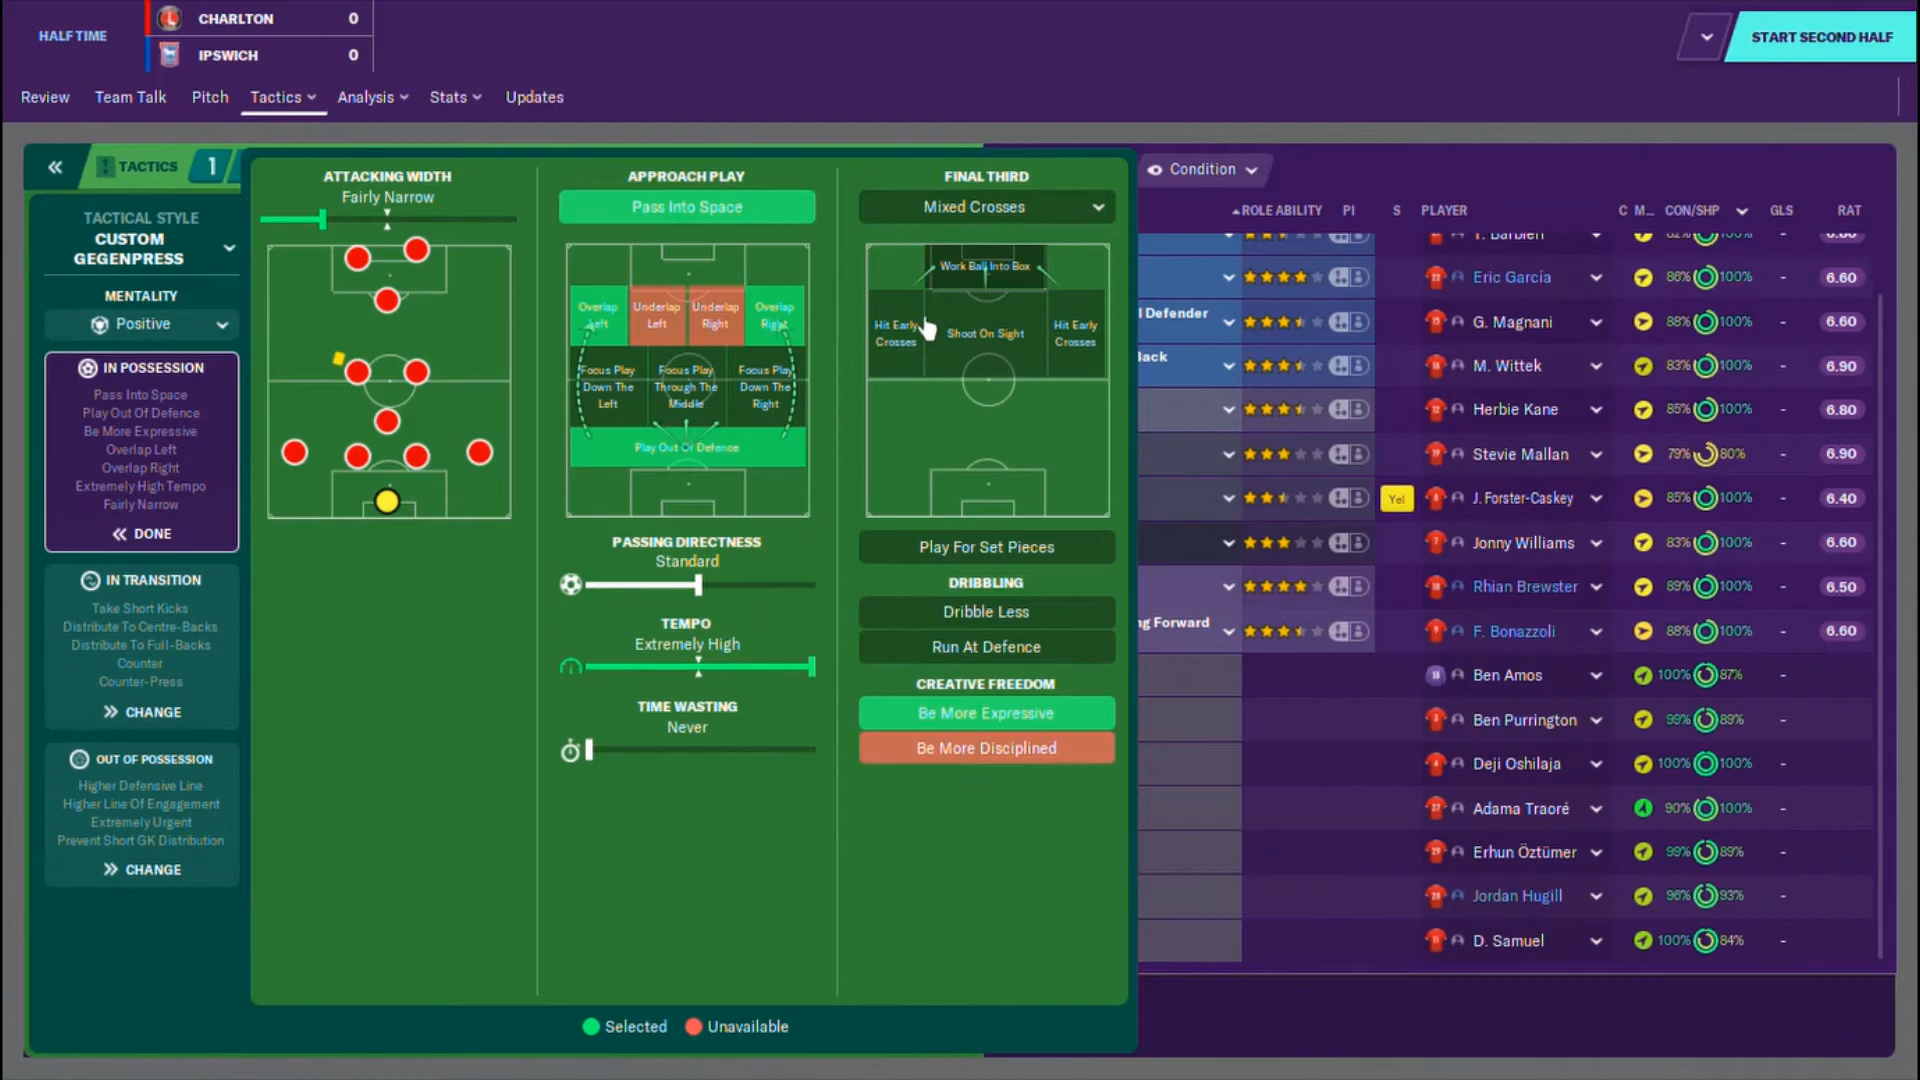 HALF TIME
CHARLTON 0
IPSWICH 0
START SECOND HALF
Review Team Talk Pitch Tactics Analysis Stats Updates
TACTICS 1
TACTICAL STYLE
CUSTOM
GEGENPRESS
MENTALITY
Positive
IN POSSESSION
Pass Into Space
Play Out Of Defence
Be More Expressive
Overlap Left
Overlap Right
Extremely High Tempo
Fairly Narrow
DONE
IN TRANSITION
Take Short Kicks
Distribute To Centre-Backs
Distribute To Full-Backs
Counter
Counter-Press
CHANGE
OUT OF POSSESSION
Higher Defensive Line
Higher Line Of Engagement
Extremely Urgent
Prevent Short GK Distribution
CHANGE
ATTACKING WIDTH
Fairly Narrow
APPROACH PLAY
Pass Into Space
Overlap
Left
Underlap
Left
Underlap
Right
Overlap
Right
Focus Play
Down The
Left
Focus Play
Through The
Middle
Focus Play
Down The
Right
Play Out Of Defence
PASSING DIRECTNESS
Standard
TEMPO
Extremely High
TIME WASTING
Never
FINAL THIRD
Mixed Crosses
Work Ball Into Box
Hit Early
Crosses
Shoot On Sight
Hit Early
Crosses
Play For Set Pieces
DRIBBLING
Dribble Less
Run At Defence
CREATIVE FREEDOM
Be More Expressive
Be More Disciplined
Selected Unavailable
Condition
ROLE ABILITY PI S PLAYER C M... CON/SHP GLS RAT
T. Barbieri 82% 100% - 6.80
Eric García 86% 100% - 6.60
l Defender G. Magnani 88% 100% - 6.60
Back M. Wittek 83% 100% - 6.90
Herbie Kane 85% 100% - 6.80
Stevie Mallan 79% 80% - 6.90
Yel J. Forster-Caskey 85% 100% - 6.40
Jonny Williams 83% 100% - 6.60
Rhian Brewster 89% 100% - 6.50
ng Forward F. Bonazzoli 88% 100% - 6.60
Ben Amos 100% 87% -
Ben Purrington 99% 89% -
Deji Oshilaja 100% 100% -
Adama Traoré 90% 100% -
Erhun Öztümer 99% 89% -
Jordan Hugill 96% 93% -
D. Samuel 100% 84% -